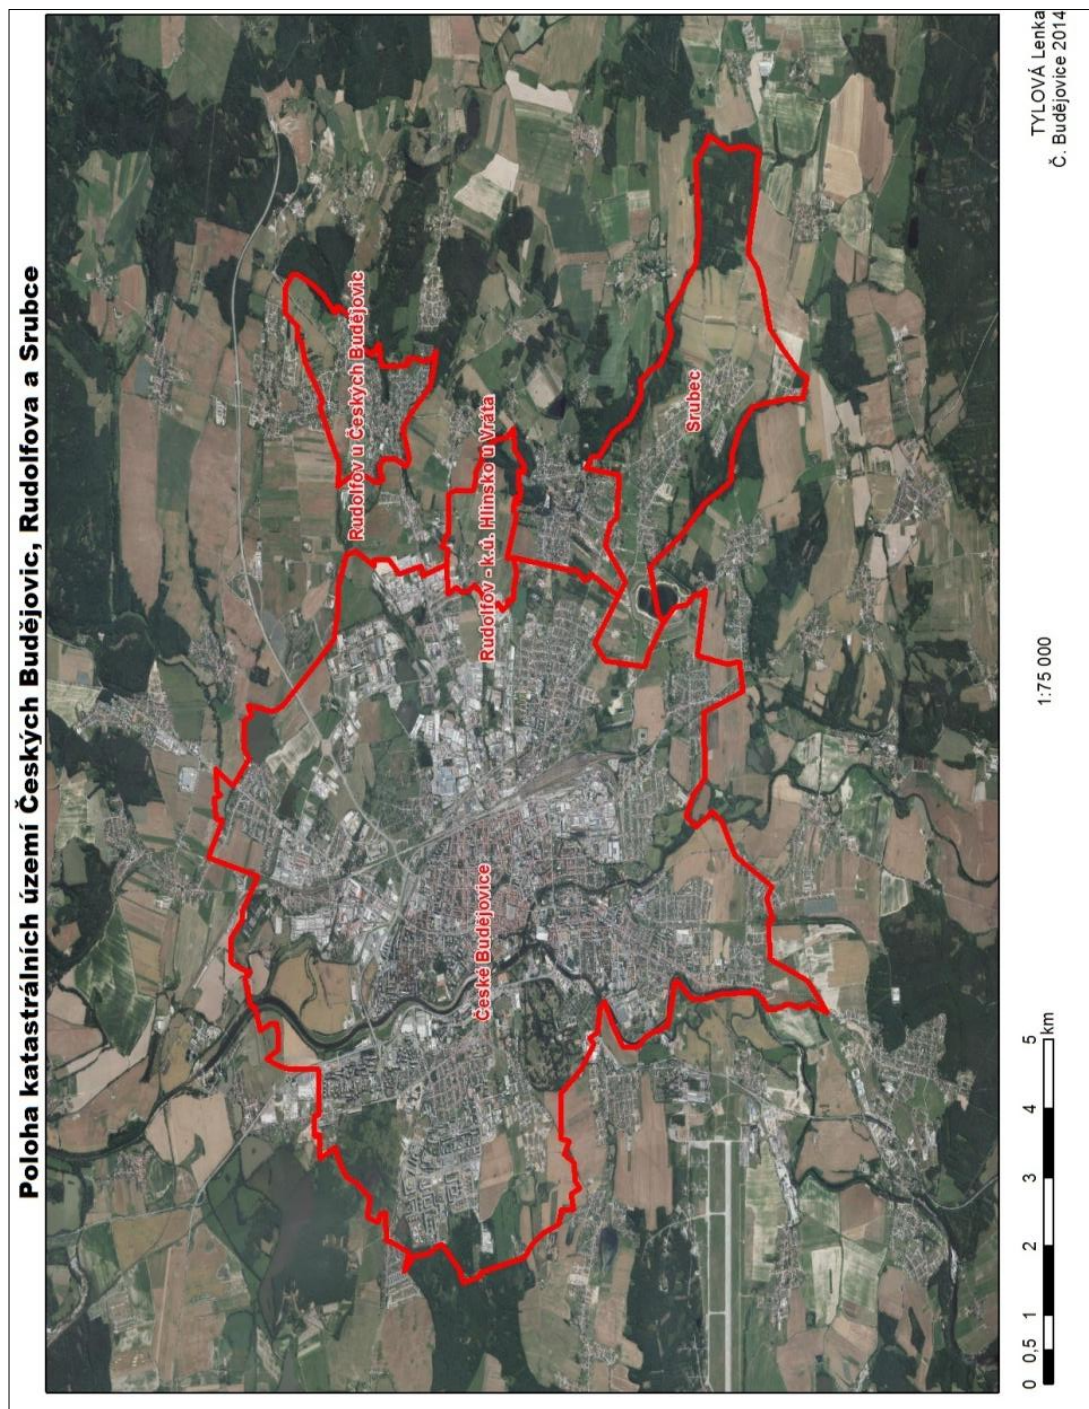 Poloha katastrálních území Českých Budějovic, Rudolfova a Srubce
Rudolfov u Českých Budějovic
Rudolfov - k.ú. Hlinsko u Vráta
České Budějovice
Srubec
0 0,5 1 2 3 4 5 km
1:75 000
TYLOVÁ Lenka
Č. Budějovice 2014